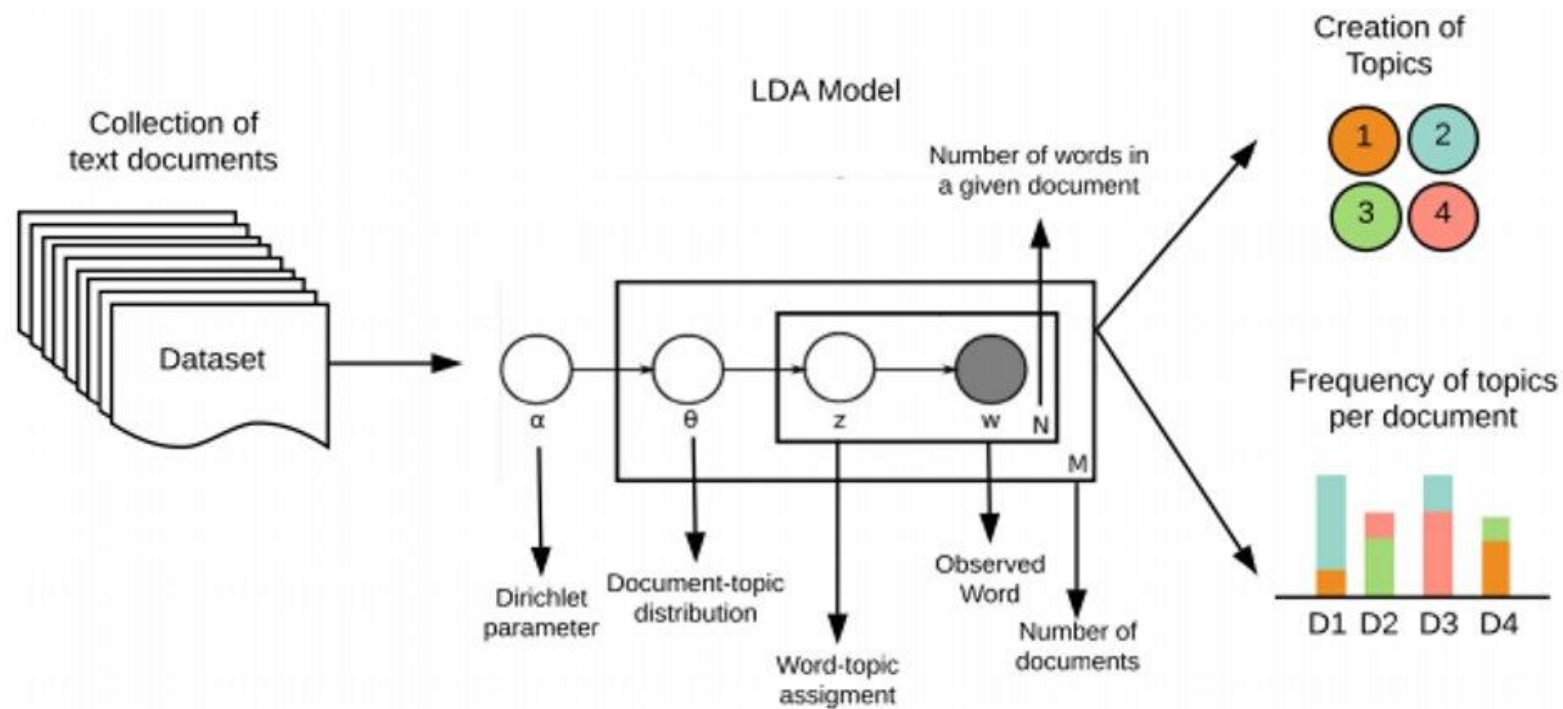 Collection of
text documents
Dataset
LDA Model
Number of words in
a given document
α
θ
z
w
N
M
Dirichlet
parameter
Document-topic
distribution
Word-topic
assigment
Observed
Word
Number of
documents
Creation of
Topics
1 2
3 4
Frequency of topics
per document
D1 D2 D3 D4